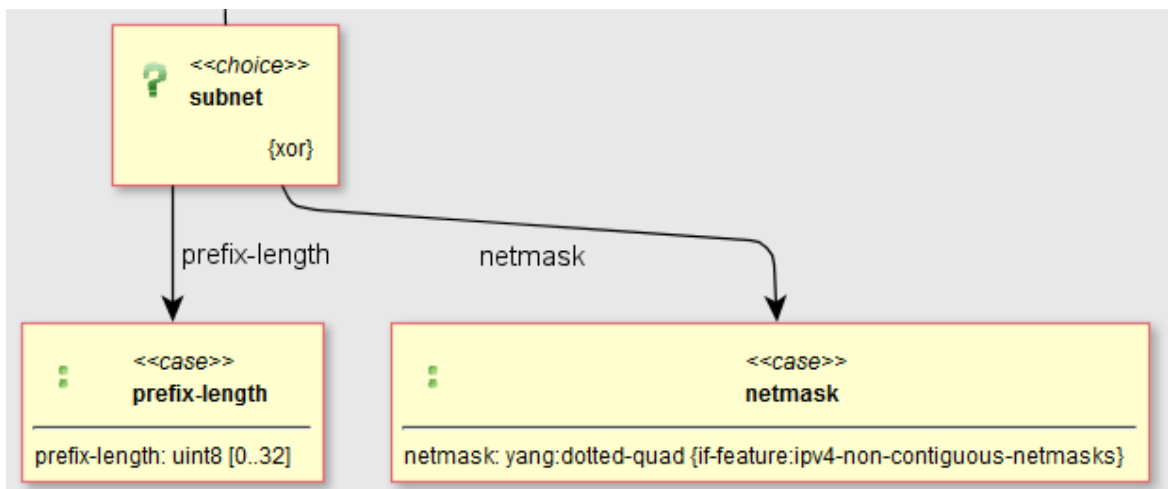 <<choice>>
subnet
{xor}
prefix-length
netmask
<<case>>
prefix-length
prefix-length: uint8 [0..32]
<<case>>
netmask
netmask: yang:dotted-quad {if-feature:ipv4-non-contiguous-netmasks}